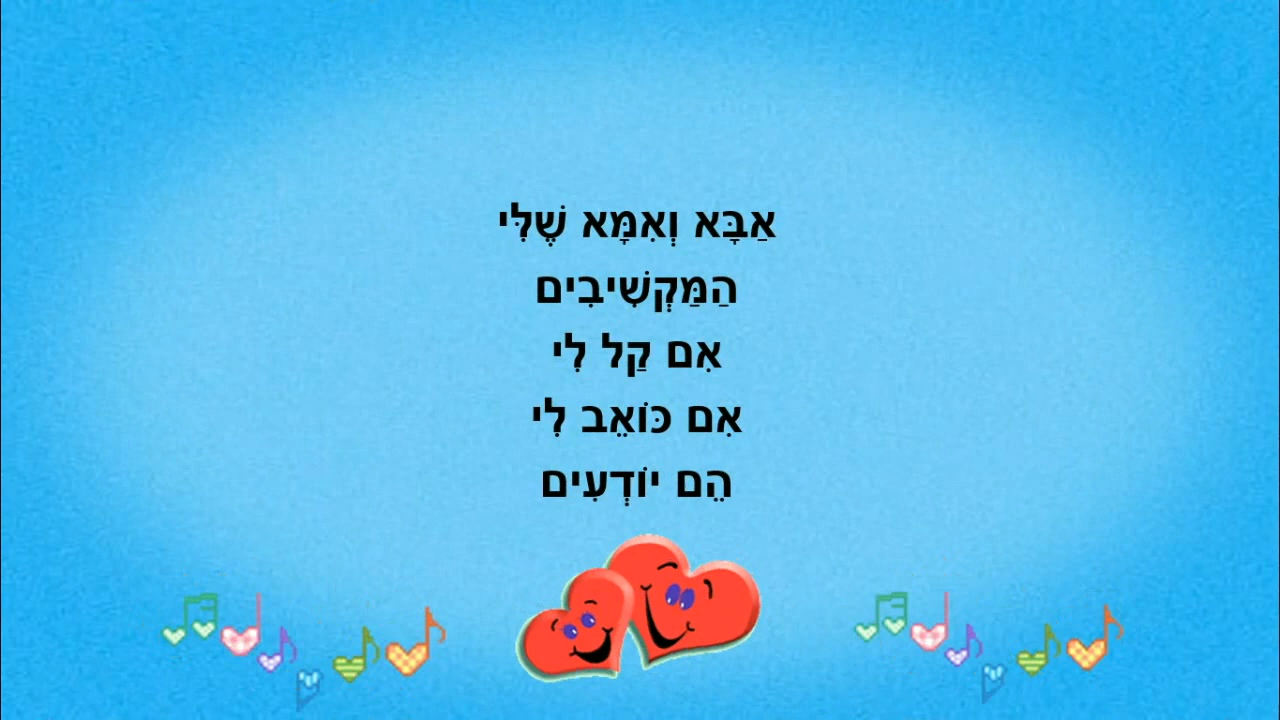 אַבָּא וְאִמָּא שֶׁלִּי
הַמַּקְשִׁיבִים
אִם קַל לִי
אִם כּוֹאֵב לִי
הֵם יוֹדְעִים